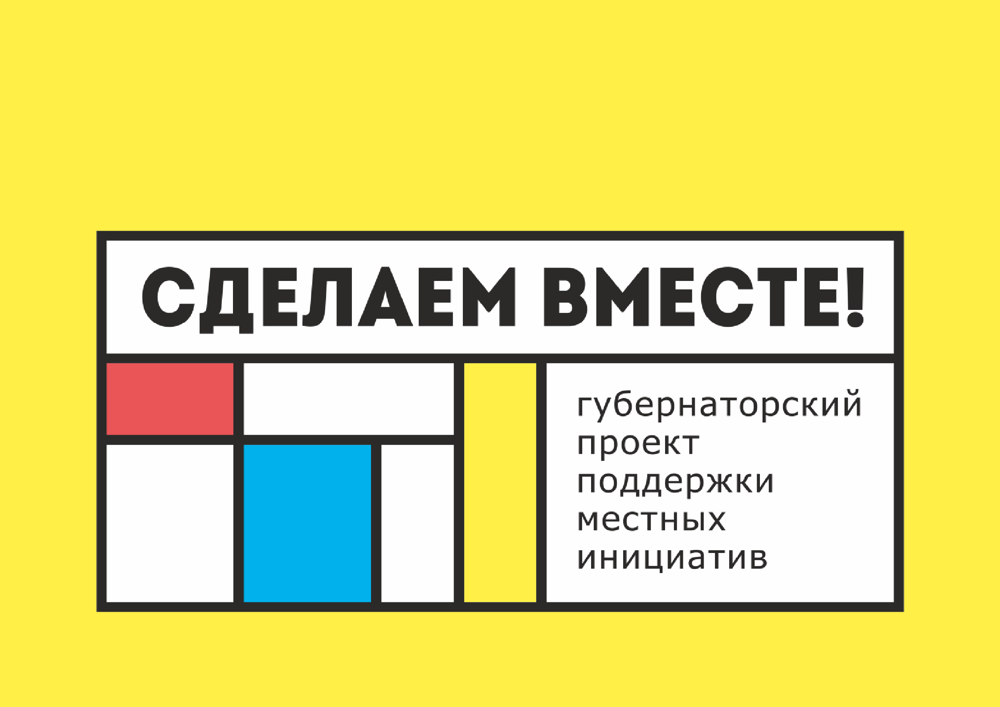 СДЕЛАЕМ ВМЕСТЕ!
губернаторский
проект
поддержки
местных
инициатив